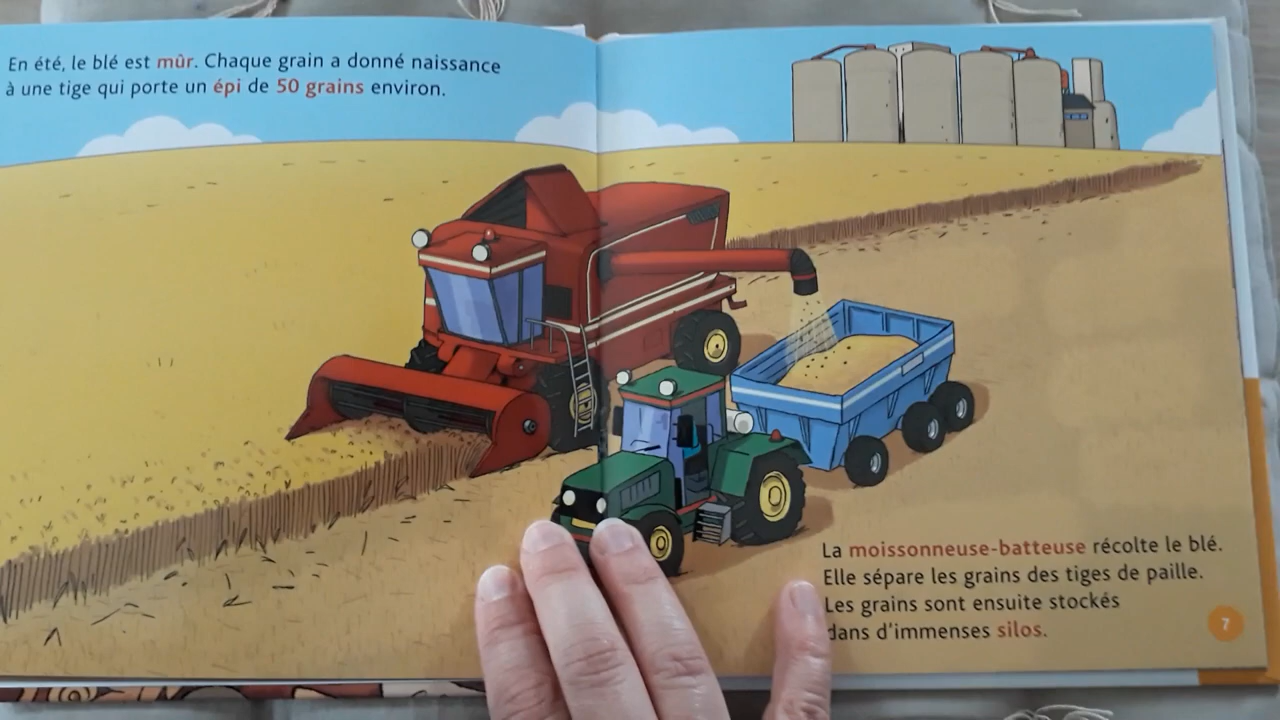 En été, le blé est mûr. Chaque grain a donné naissance
à une tige qui porte un épi de 50 grains environ.
La moissonneuse-batteuse récolte le blé.
Elle sépare les grains des tiges de paille.
Les grains sont ensuite stockés
dans d'immenses silos.
7